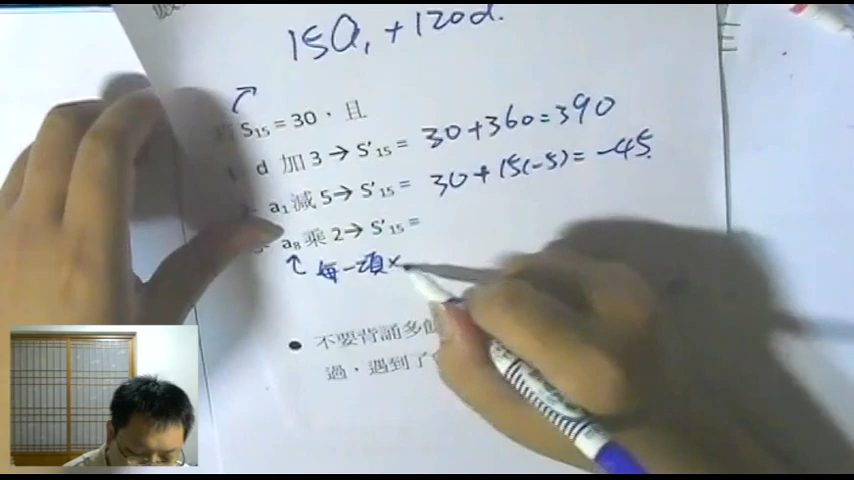 15a₁ + 120d.
S₁₅ = 30，且
d 加 3 → S'₁₅ = 30 + 360 = 390
a₁ 減 5 → S'₁₅ = 30 + 15(-5) = -45.
a₈ 乘 2 → S'₁₅ =
每一項×
● 不要背誦多
過，遇到了